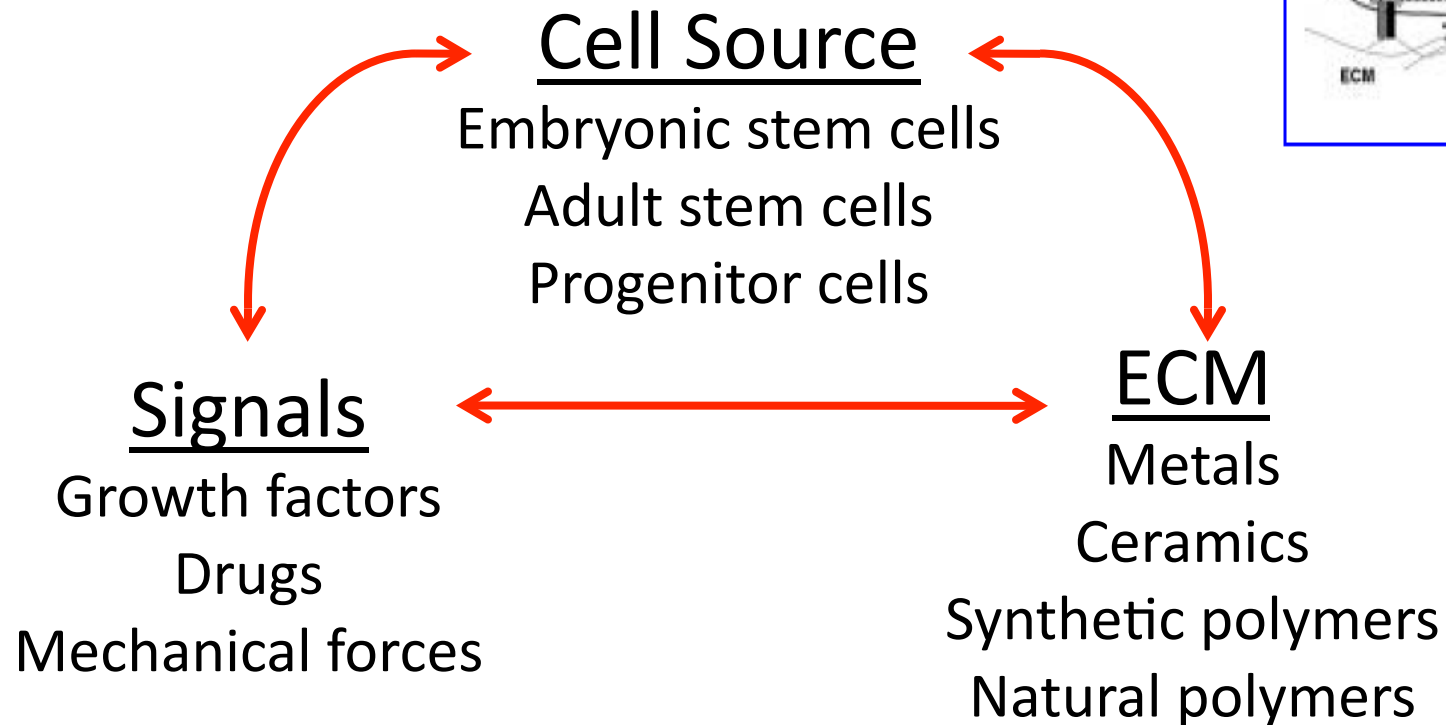 ECM
Cell Source
Embryonic stem cells
Adult stem cells
Progenitor cells
Signals
Growth factors
Drugs
Mechanical forces
ECM
Metals
Ceramics
Synthetic polymers
Natural polymers